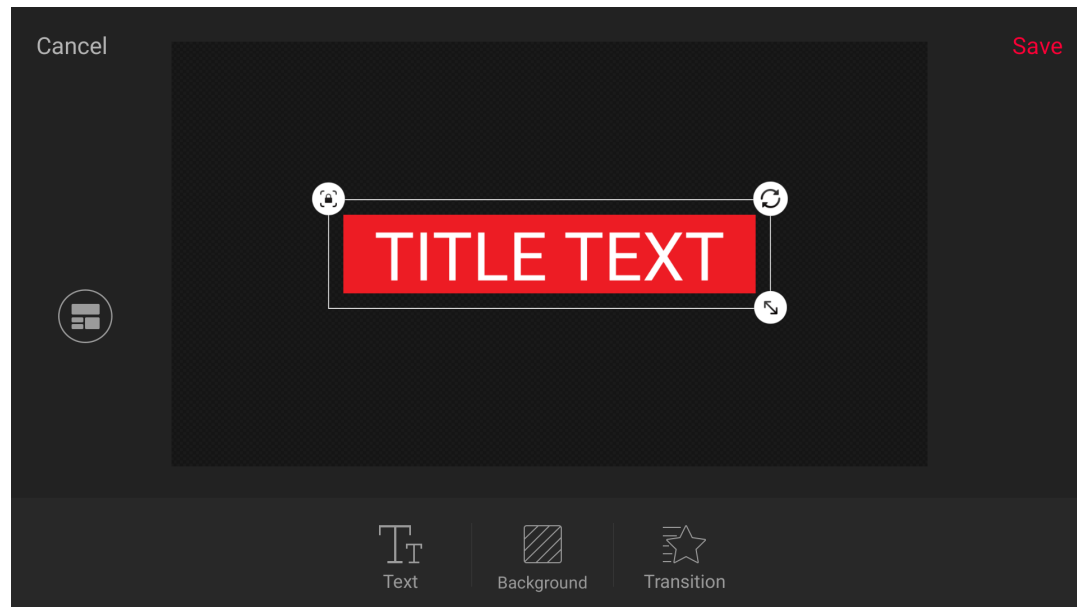 Cancel
Save
TITLE TEXT
Text
Background
Transition